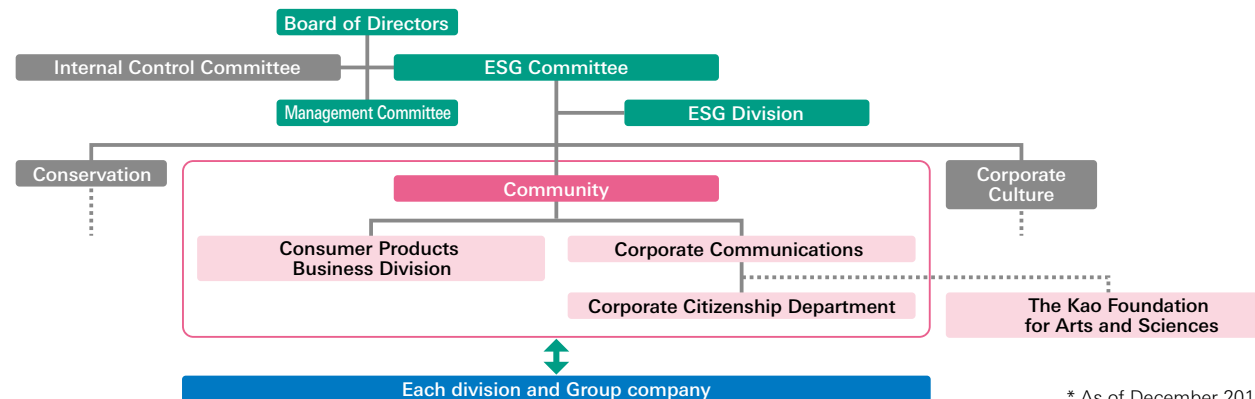 Board of Directors
Internal Control Committee
ESG Committee
Management Committee
ESG Division
Conservation
Community
Corporate
Culture
Consumer Products
Business Division
Corporate Communications
Corporate Citizenship Department
The Kao Foundation
for Arts and Sciences
Each division and Group company
* As of December